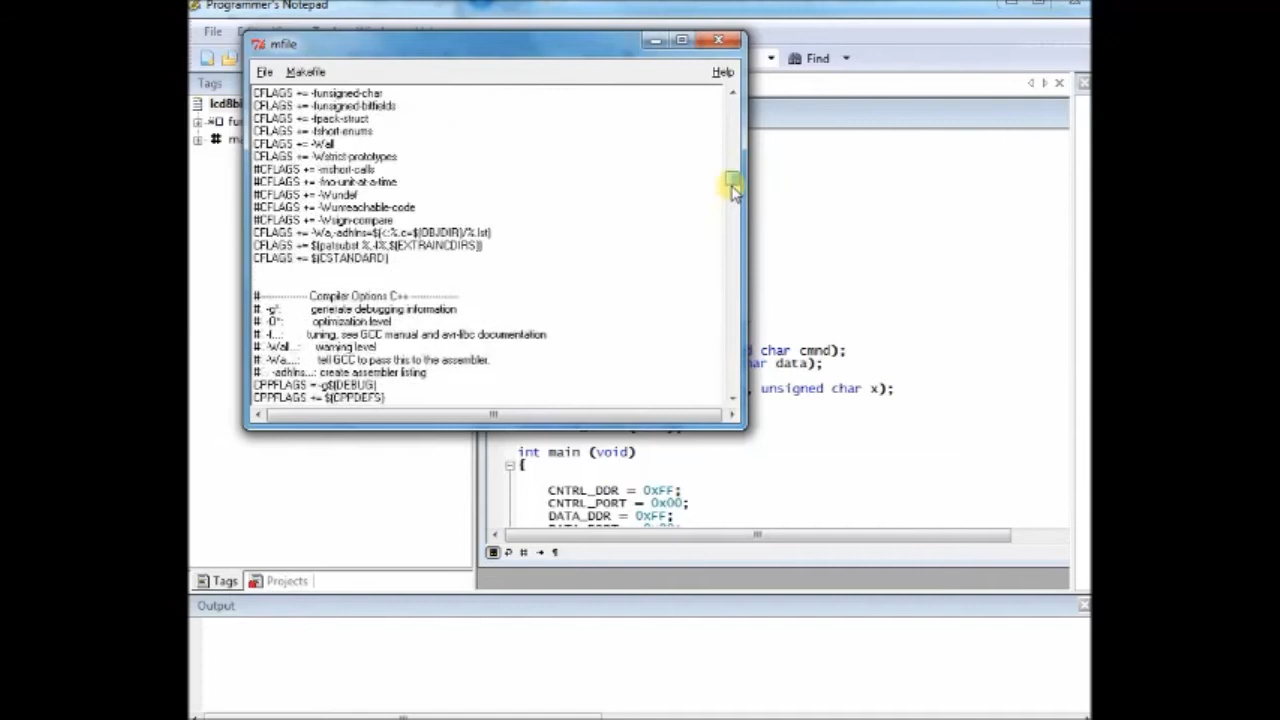 Programmer's Notepad
File
mfile
Find
File Makefile Help
Tags
lcd8bi
fu
ma
CFLAGS += -funsigned-char
CFLAGS += -funsigned-bitfields
CFLAGS += -fpack-struct
CFLAGS += -fshort-enums
CFLAGS += -Wall
CFLAGS += -Wstrict-prototypes
#CFLAGS += -mshort-calls
#CFLAGS += -fno-unit-at-a-time
#CFLAGS += -Wundef
#CFLAGS += -Wunreachable-code
#CFLAGS += -Wsign-compare
CFLAGS += -Wa,-adhlns=$(<:%.c=$(OBJDIR)/%.lst)
CFLAGS += $(patsubst %,-I%,$(EXTRAINCDIRS))
CFLAGS += $(CSTANDARD)
#---------------- Compiler Options C++ ----------------
# -g*: generate debugging information
# -O*: optimization level
# -f...: tuning, see GCC manual and avr-libc documentation
# -Wall...: warning level
# -Wa,...: tell GCC to pass this to the assembler.
# -adhlns...: create assembler listing
CPPFLAGS = -g$(DEBUG)
CPPFLAGS += $(CPPDEFS)
d char cmnd);
har data);
, unsigned char x);
int main (void)
{
CNTRL_DDR = 0xFF;
CNTRL_PORT = 0x00;
DATA_DDR = 0xFF;
Tags Projects
Output